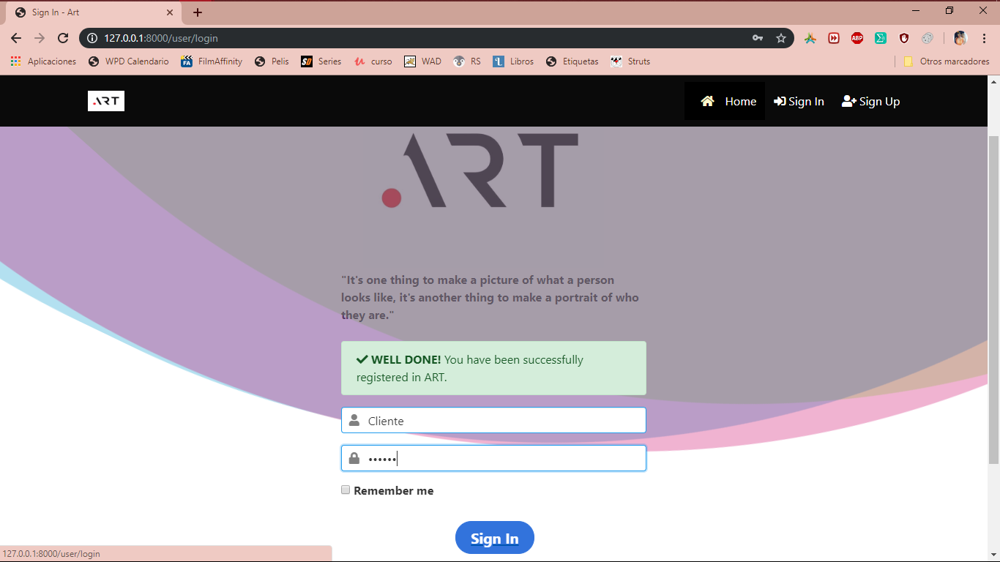 Sign In - Art
127.0.0.1:8000/user/login
ABP
Aplicaciones WPD Calendario FA FilmAffinity Pelis SD Series curso WAD RS Libros Etiquetas Struts Otros marcadores
ART Home Sign In Sign Up
ART
"It's one thing to make a picture of what a person
looks like, it's another thing to make a portrait of who
they are."
WELL DONE! You have been successfully
registered in ART.
Cliente
••••••
Remember me
Sign In
127.0.0.1:8000/user/login